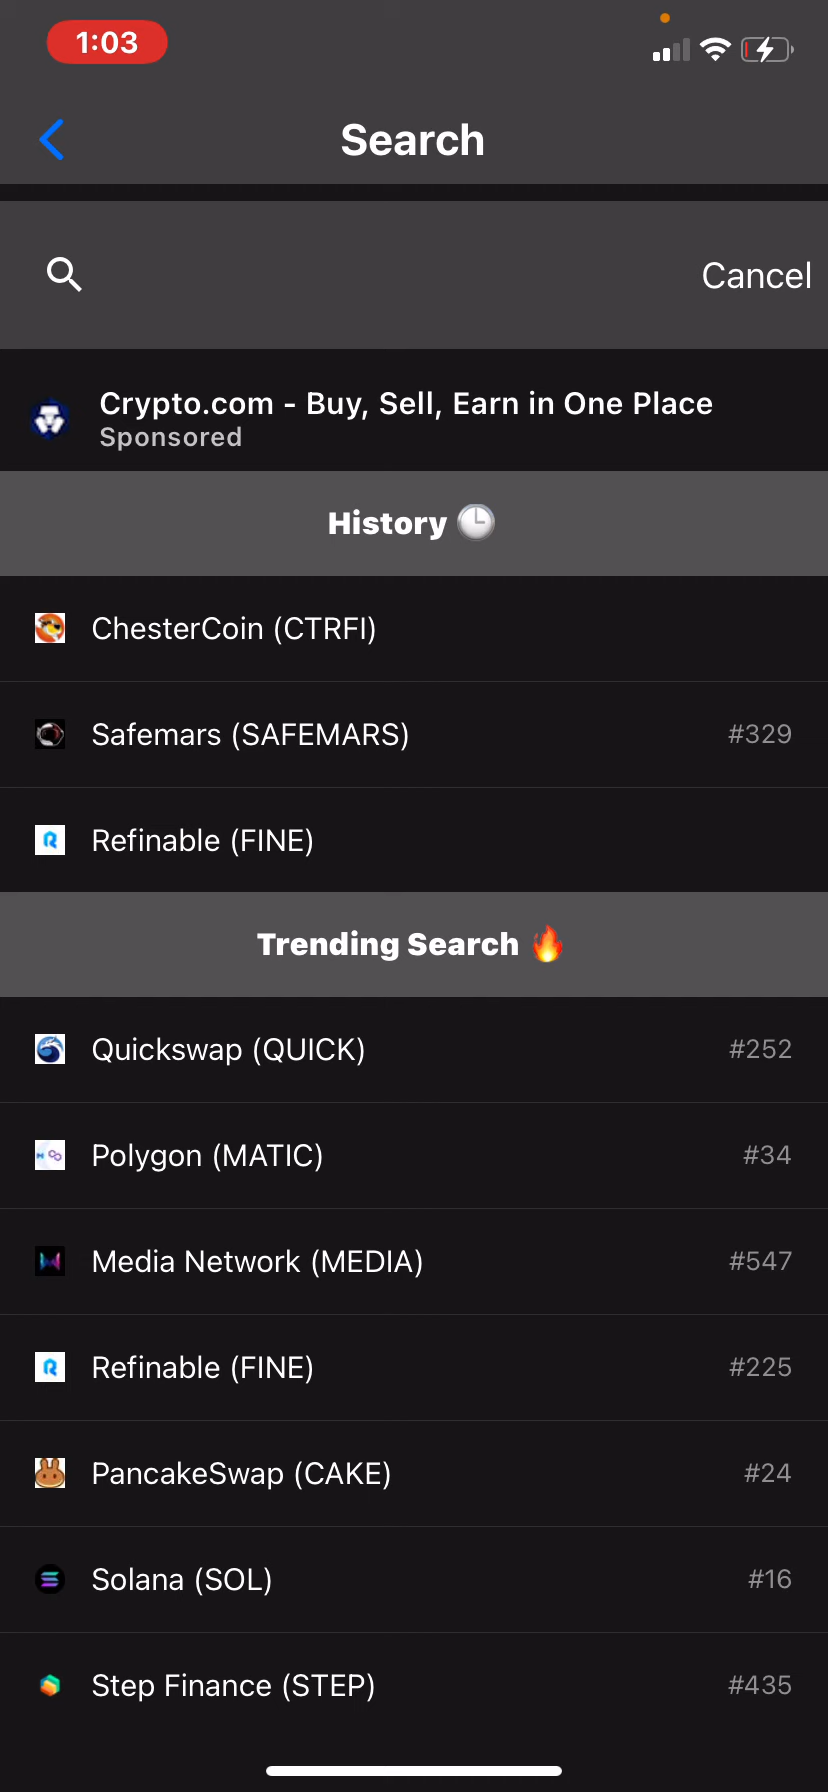 1:03
Search
Cancel
Crypto.com - Buy, Sell, Earn in One Place
Sponsored
History 🕒
ChesterCoin (CTRFI)
Safemars (SAFEMARS) #329
Refinable (FINE)
Trending Search 🔥
Quickswap (QUICK) #252
Polygon (MATIC) #34
Media Network (MEDIA) #547
Refinable (FINE) #225
PancakeSwap (CAKE) #24
Solana (SOL) #16
Step Finance (STEP) #435